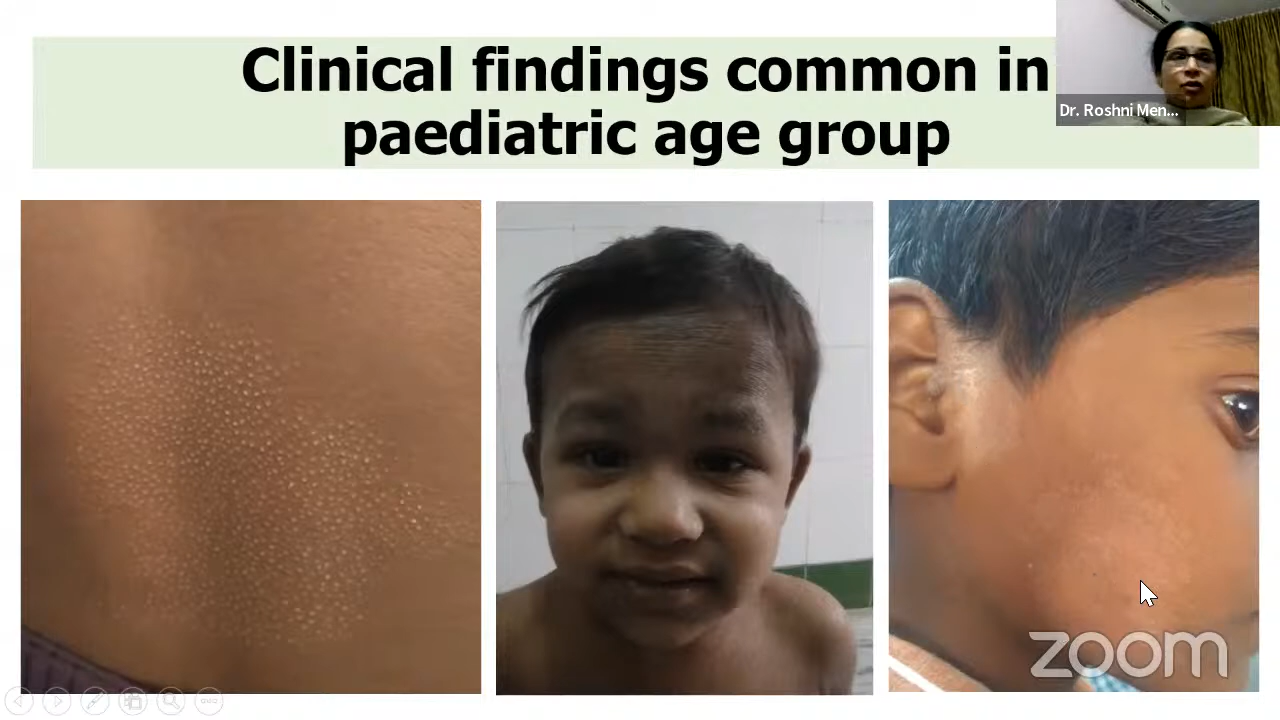 Clinical findings common in
paediatric age group
Dr. Roshni Men...
zoom